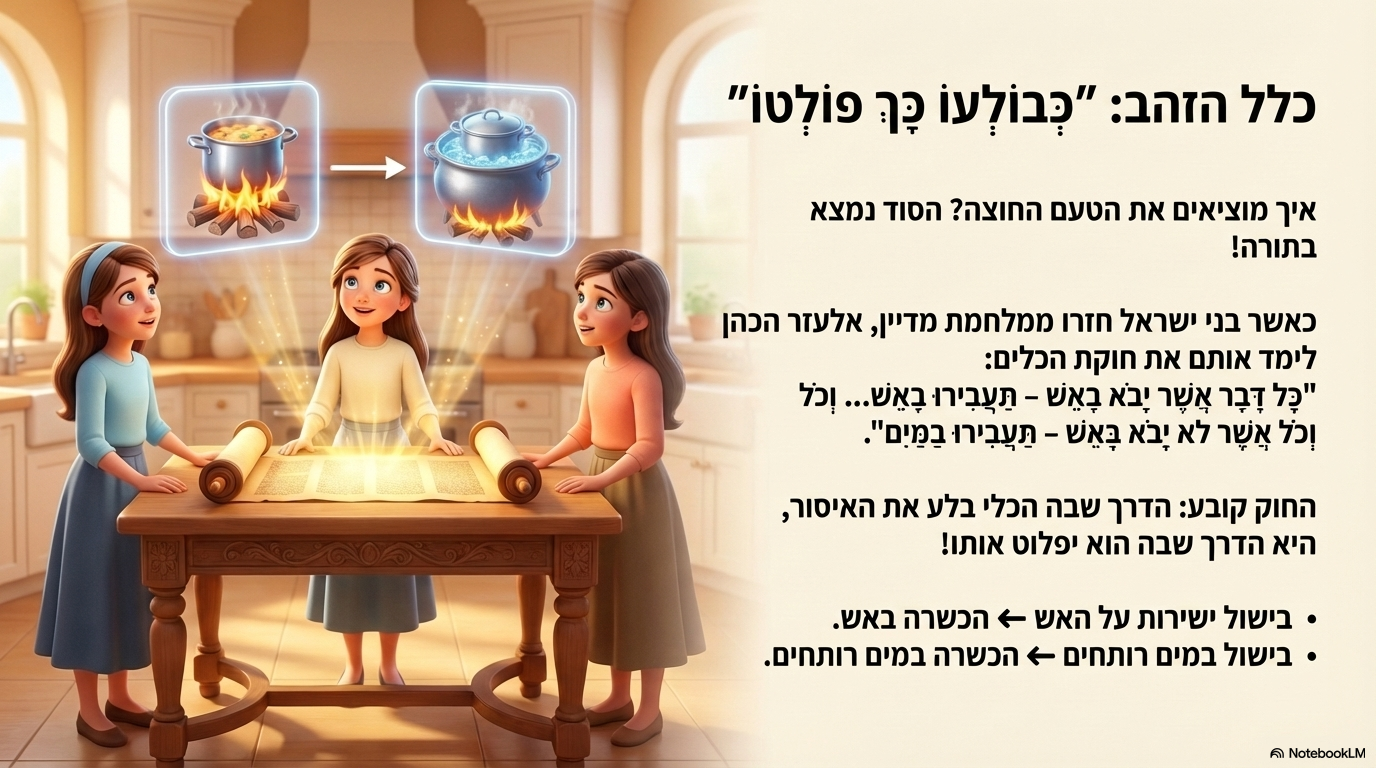 כלל הזהב: "כְּבוֹלְעוֹ כָּךְ פּוֹלְטוֹ"
איך מוציאים את הטעם החוצה? הסוד נמצא
בתורה!
כאשר בני ישראל חזרו ממלחמת מדיין, אלעזר הכהן
לימד אותם את חוקת הכלים:
"כָּל דָּבָר אֲשֶׁר יָבֹא בָאֵשׁ – תַּעֲבִירוּ בָאֵשׁ... וְכֹל
וְכֹל אֲשֶׁר לֹא יָבֹא בָּאֵשׁ – תַּעֲבִירוּ בַמַּיִם".
החוק קובע: הדרך שבה הכלי בלע את האיסור,
היא הדרך שבה הוא יפלוט אותו!
• בישול ישירות על האש ← הכשרה באש.
• בישול במים רותחים ← הכשרה במים רותחים.
NotebookLM